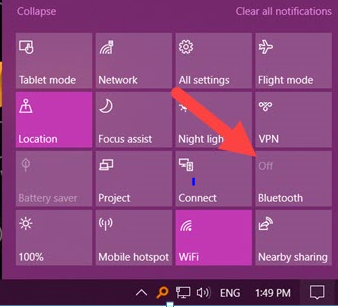 Collapse Clear all notifications
Tablet mode Network All settings Flight mode
Location Focus assist Night ligh VPN
Off
Battery saver Project Connect Bluetooth
100% Mobile hotspot WiFi Nearby sharing
ENG 1:49 PM